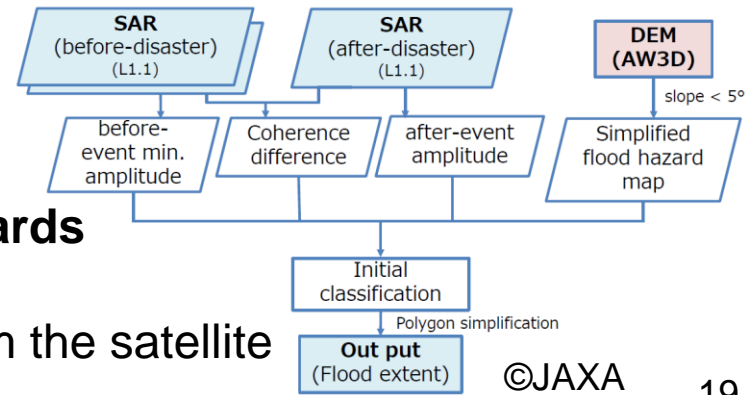 SAR
(before-disaster)
(L1.1)
SAR
(after-disaster)
(L1.1)
DEM
(AW3D)
slope < 5°
before-
event min.
amplitude
Coherence
difference
after-event
amplitude
Simplified
flood hazard
map
Initial
classification
Polygon simplification
Out put
(Flood extent)
the satellite
©JAXA
19